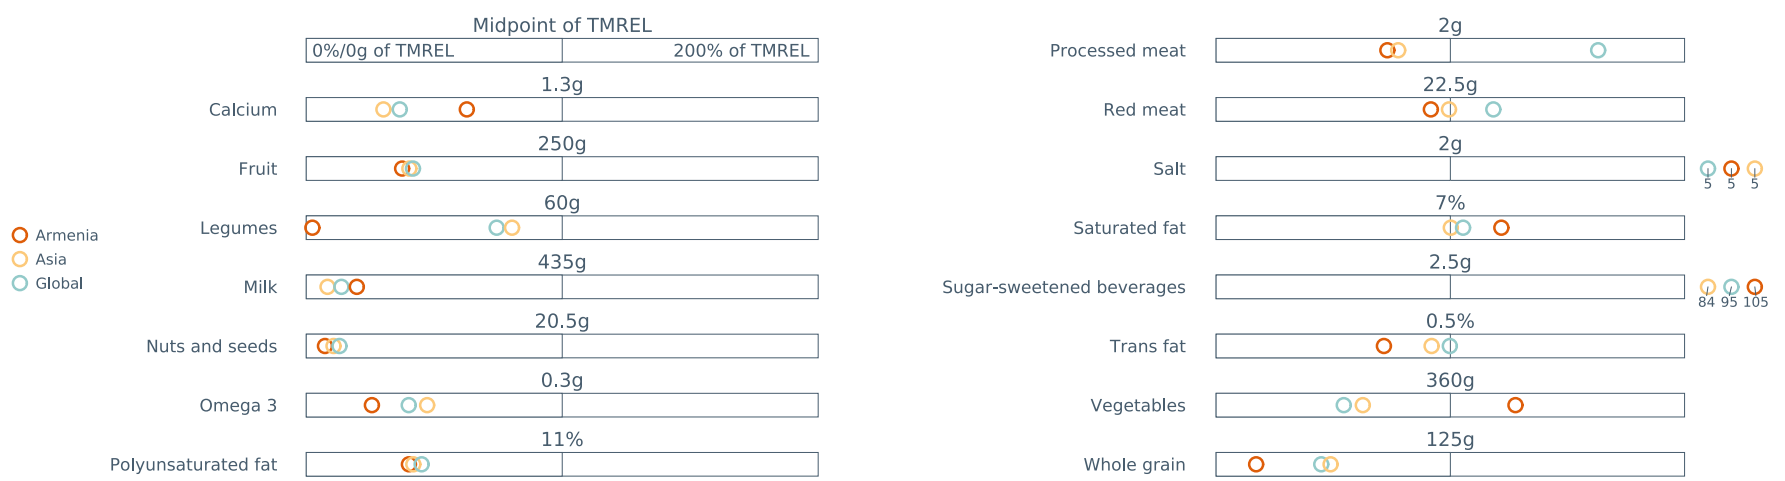 Midpoint of TMREL
0%/0g of TMREL 200% of TMREL
1.3g
Calcium
250g
Fruit
60g
Legumes
435g
Milk
20.5g
Nuts and seeds
0.3g
Omega 3
11%
Polyunsaturated fat
Armenia
Asia
Global
2g
Processed meat
22.5g
Red meat
2g
Salt
5 5 5
7%
Saturated fat
2.5g
Sugar-sweetened beverages
84 95 105
0.5%
Trans fat
360g
Vegetables
125g
Whole grain